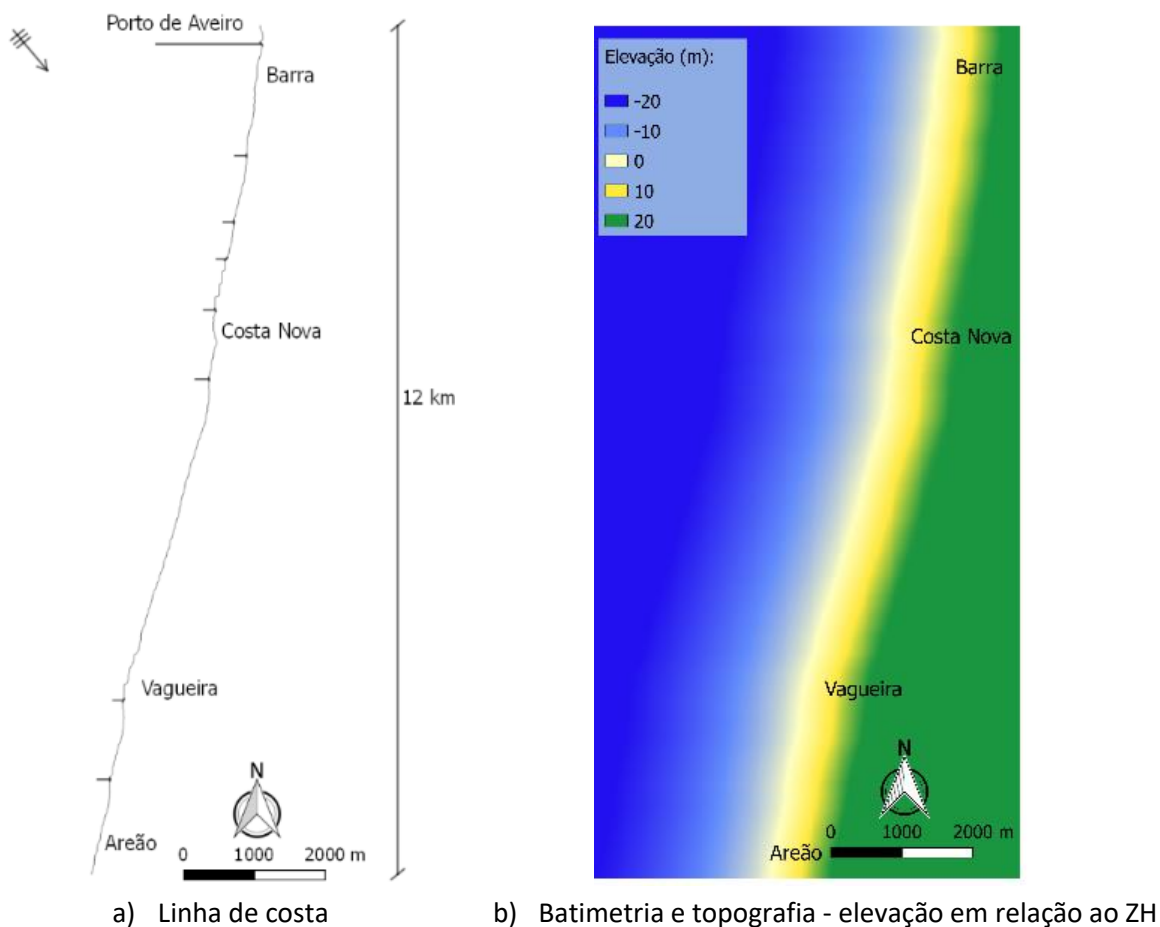 Porto de Aveiro
Barra
Costa Nova
12 km
Vagueira
N
0 1000 2000 m
Areão
a) Linha de costa
Elevação (m):
-20
-10
0
10
20
Barra
Costa Nova
Vagueira
N
0 1000 2000 m
Areão
b) Batimetria e topografia - elevação em relação ao ZH